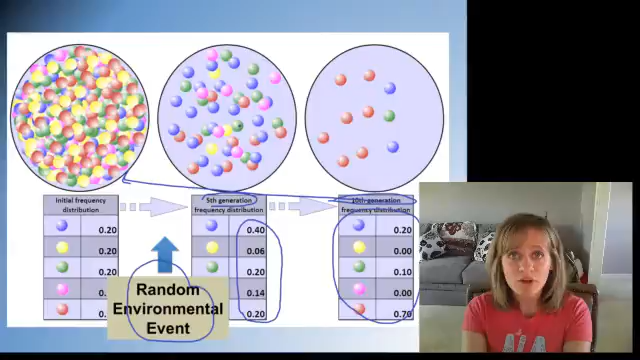 Initial frequency
distribution
0.20
0.20
0.20
0.
0.
5th generation
frequency distribution
0.40
0.06
0.20
0.14
0.20
10th generation
frequency distribution
0.20
0.00
0.10
0.00
0.70
Random
Environmental
Event